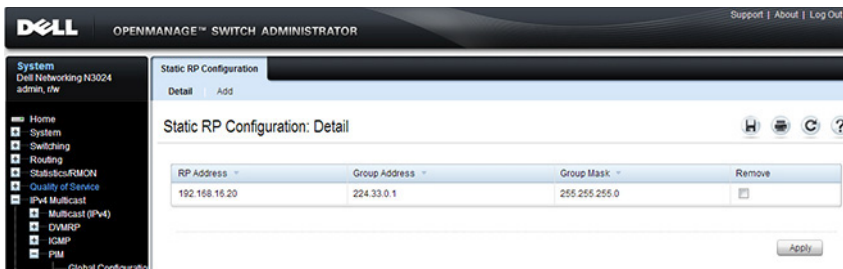 Support | About | Log Out
DELL OPENMANAGE™ SWITCH ADMINISTRATOR
System
Dell Networking N3024
admin, r/w
Home
System
Switching
Routing
Statistics/RMON
Quality of Service
IPv4 Multicast
Multicast (IPv4)
DVMRP
IGMP
PIM
Global Configuratio
Static RP Configuration
Detail Add
Static RP Configuration: Detail
?
RP Address Group Address Group Mask Remove
192.168.16.20 224.33.0.1 255.255.255.0
Apply